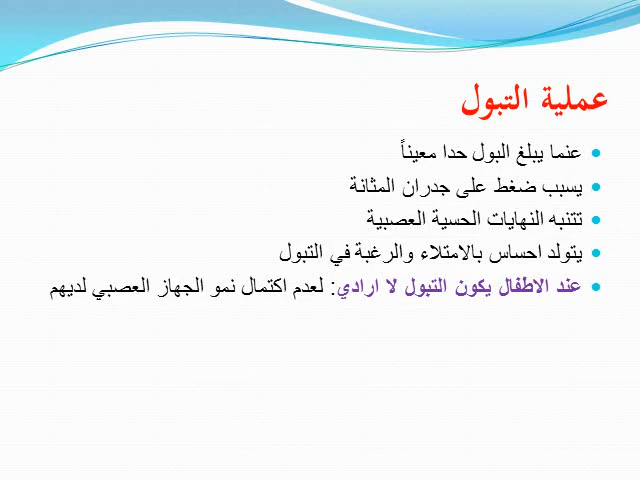 عملية التبول
عنما يبلغ البول حدا معيناً
يسبب ضغط على جدران المثانة
تتنبه النهايات الحسية العصبية
يتولد احساس بالامتلاء والرغبة في التبول
عند الاطفال يكون التبول لا ارادي: لعدم اكتمال نمو الجهاز العصبي لديهم